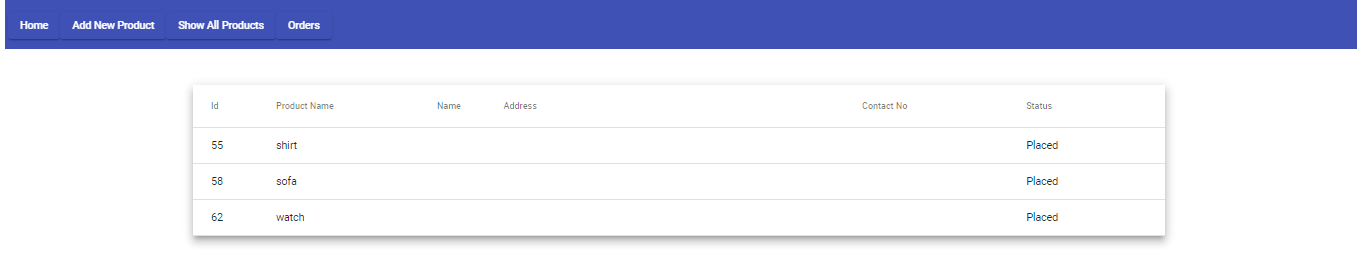 Home Add New Product Show All Products Orders
Id Product Name Name Address Contact No Status
55 shirt Placed
58 sofa Placed
62 watch Placed